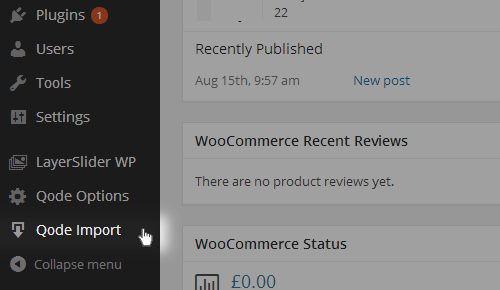 Plugins 1
Users
Tools
Settings
LayerSlider WP
Qode Options
Qode Import
Collapse menu
22
Recently Published
Aug 15th, 9:57 am New post
WooCommerce Recent Reviews
There are no product reviews yet.
WooCommerce Status
£0.00